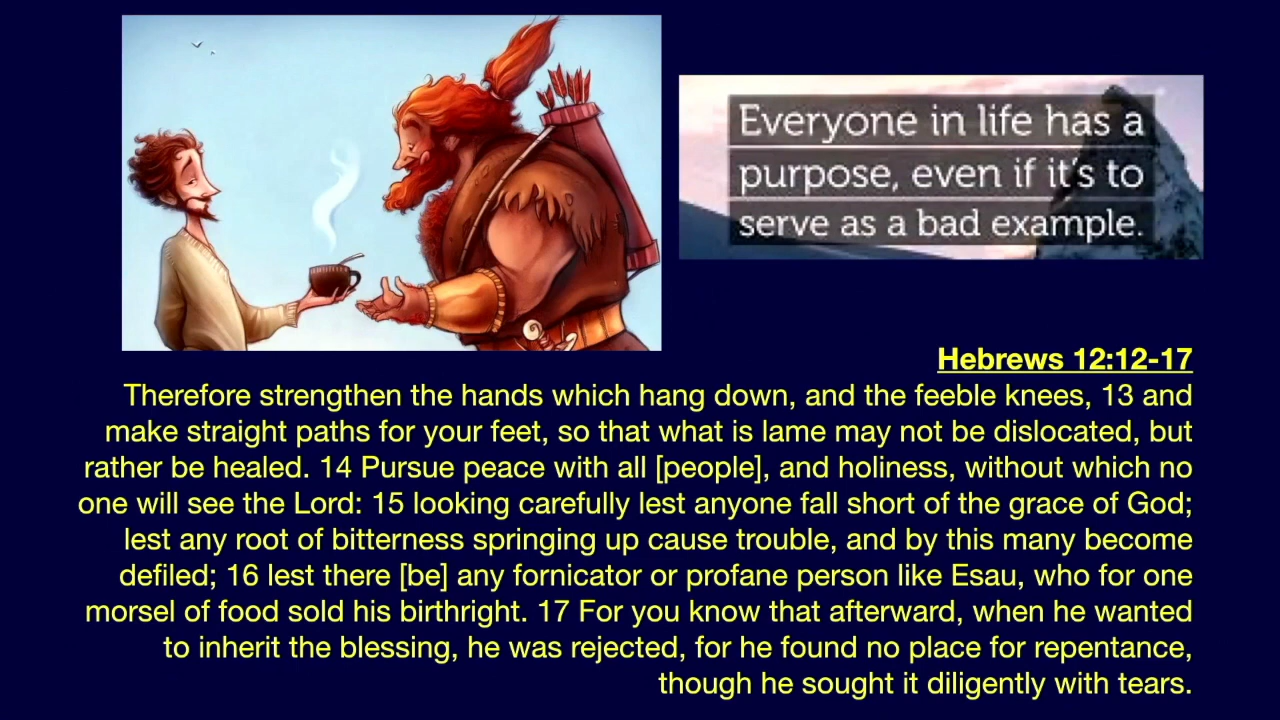 Everyone in life has a
purpose, even if it's to
serve as a bad example.
Hebrews 12:12-17
Therefore strengthen the hands which hang down, and the feeble knees, 13 and
make straight paths for your feet, so that what is lame may not be dislocated, but
rather be healed. 14 Pursue peace with all [people], and holiness, without which no
one will see the Lord: 15 looking carefully lest anyone fall short of the grace of God;
lest any root of bitterness springing up cause trouble, and by this many become
defiled; 16 lest there [be] any fornicator or profane person like Esau, who for one
morsel of food sold his birthright. 17 For you know that afterward, when he wanted
to inherit the blessing, he was rejected, for he found no place for repentance,
though he sought it diligently with tears.